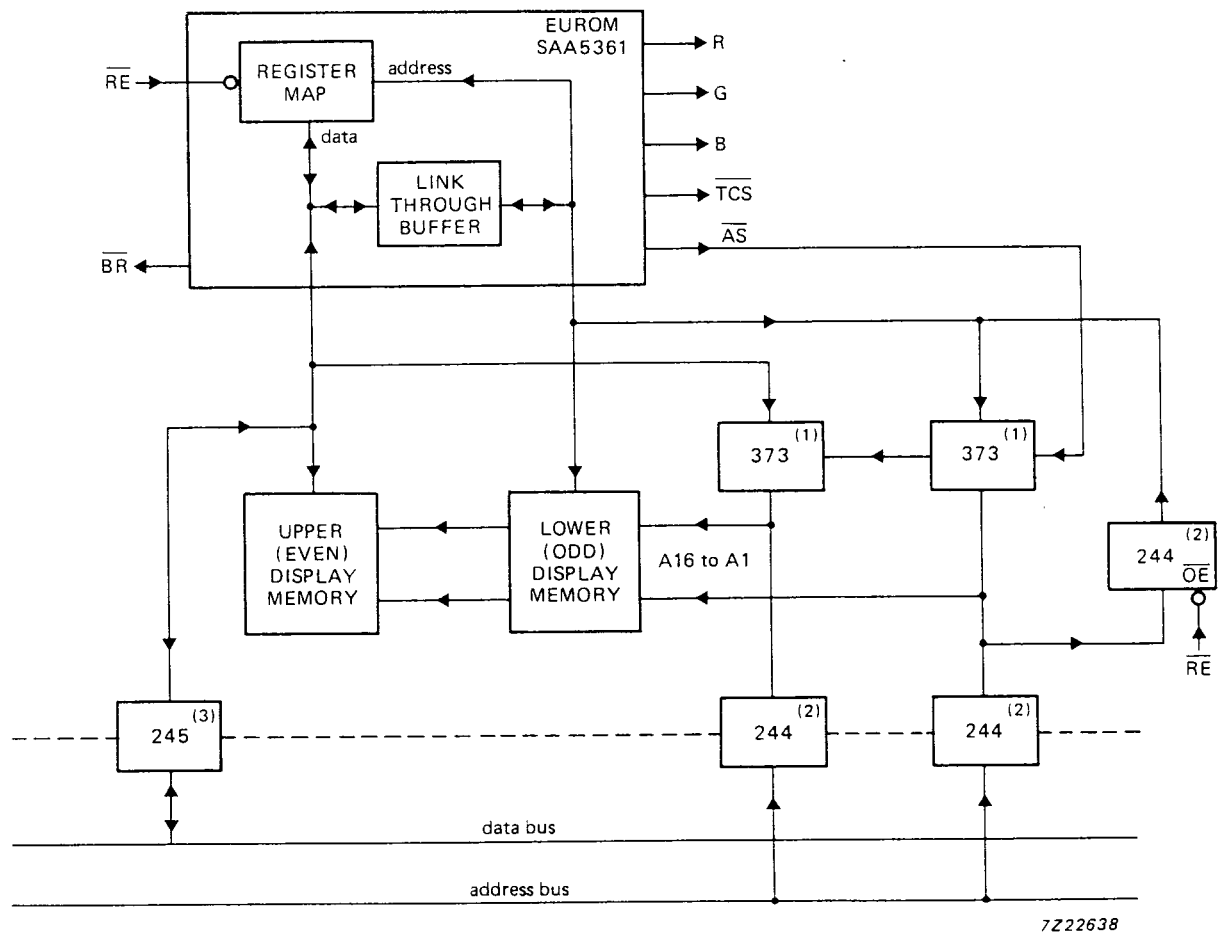 EUROM
SAA5361
R
RE
REGISTER
MAP
address
G
data
B
LINK
THROUGH
BUFFER
TCS
AS
BR
373 (1)
373 (1)
UPPER
(EVEN)
DISPLAY
MEMORY
LOWER
(ODD)
DISPLAY
MEMORY
A16 to A1
244 (2)
OE
RE
245 (3)
244 (2)
244 (2)
data bus
address bus
7Z22638